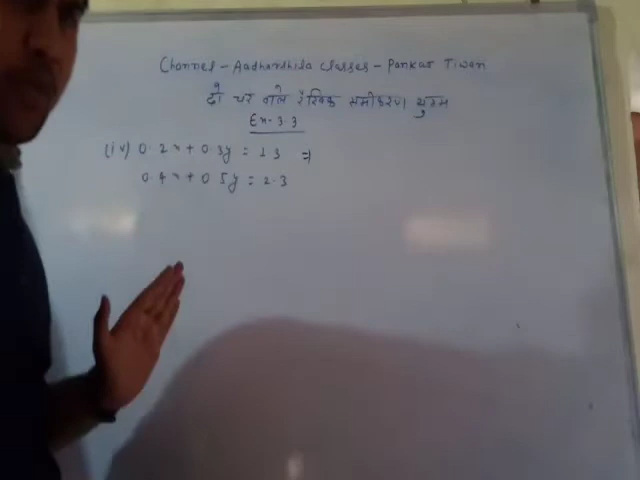 Channel - Aadharshila Classes - Pankaj Tiwari
दो चर वाले रैखिक समीकरण युग्म
Ex- 3.3
(iv) 0.2x + 0.3y = 1.3 ⇒
0.4x + 0.5y = 2.3